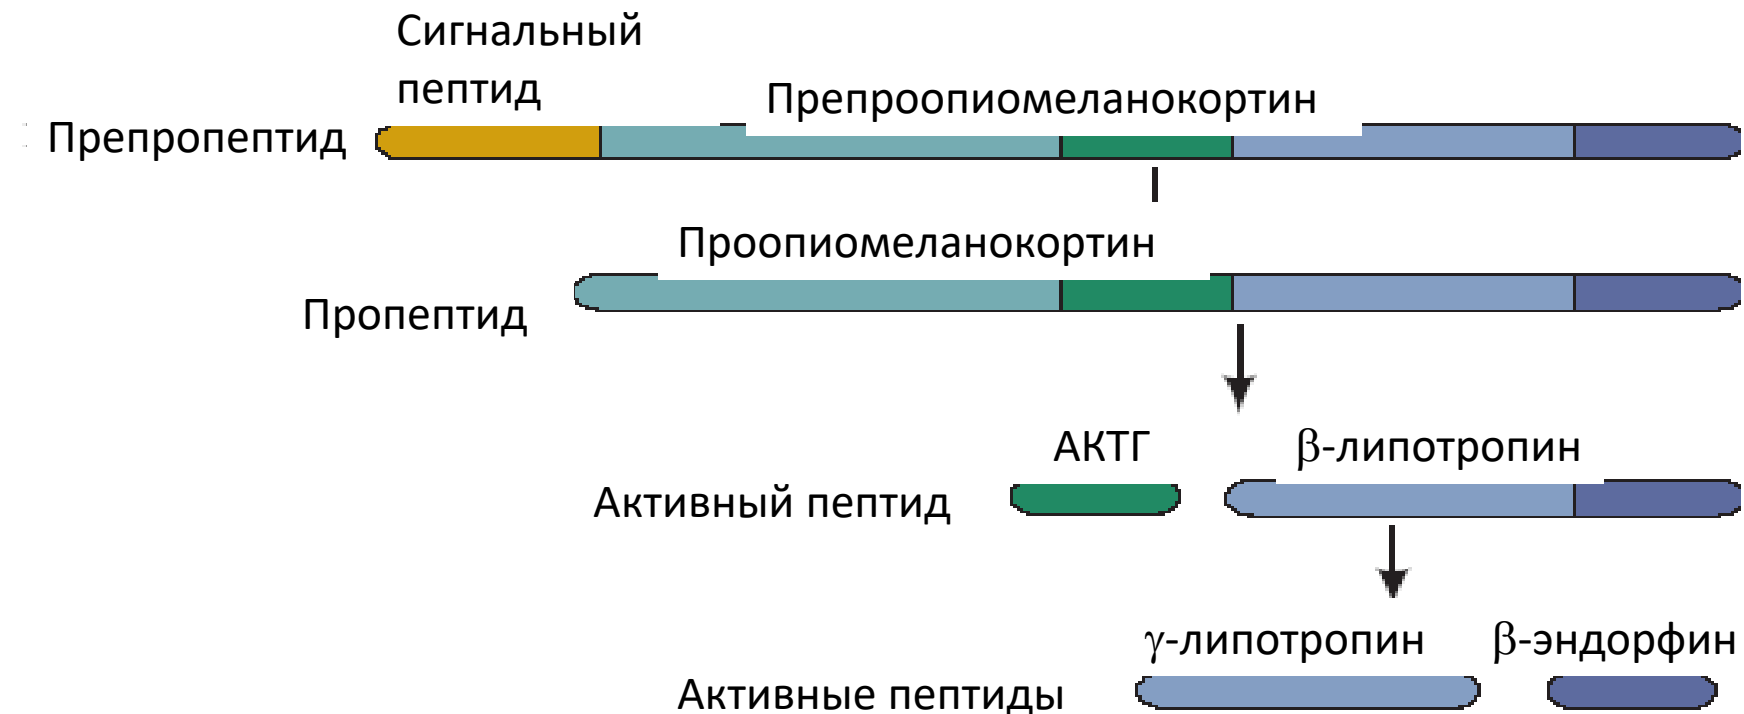 Сигнальный
пептид
Препроопиомеланокортин
Препропептид
Проопиомеланокортин
Пропептид
АКТГ
β-липотропин
Активный пептид
γ-липотропин
β-эндорфин
Активные пептиды